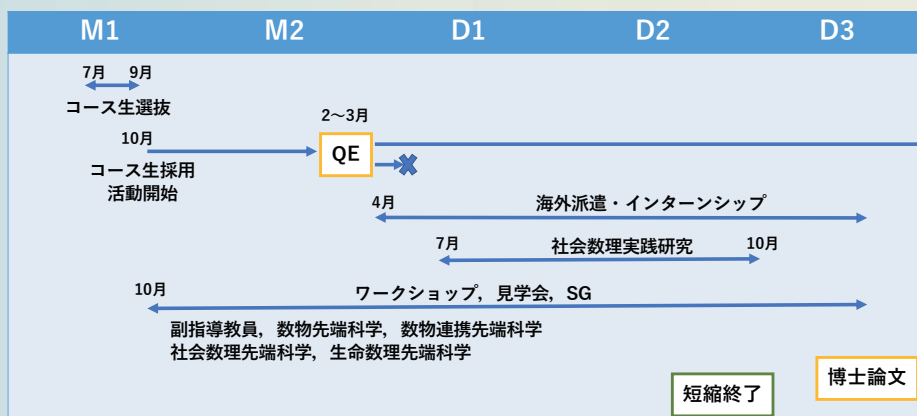 M1 M2 D1 D2 D3
7月 9月
コース生選抜
2〜3月
10月
QE
コース生採用
活動開始
4月
海外派遣・インターンシップ
7月 社会数理実践研究 10月
10月
ワークショップ，見学会，SG
副指導教員，数物先端科学，数物連携先端科学
社会数理先端科学，生命数理先端科学
短縮終了
博士論文